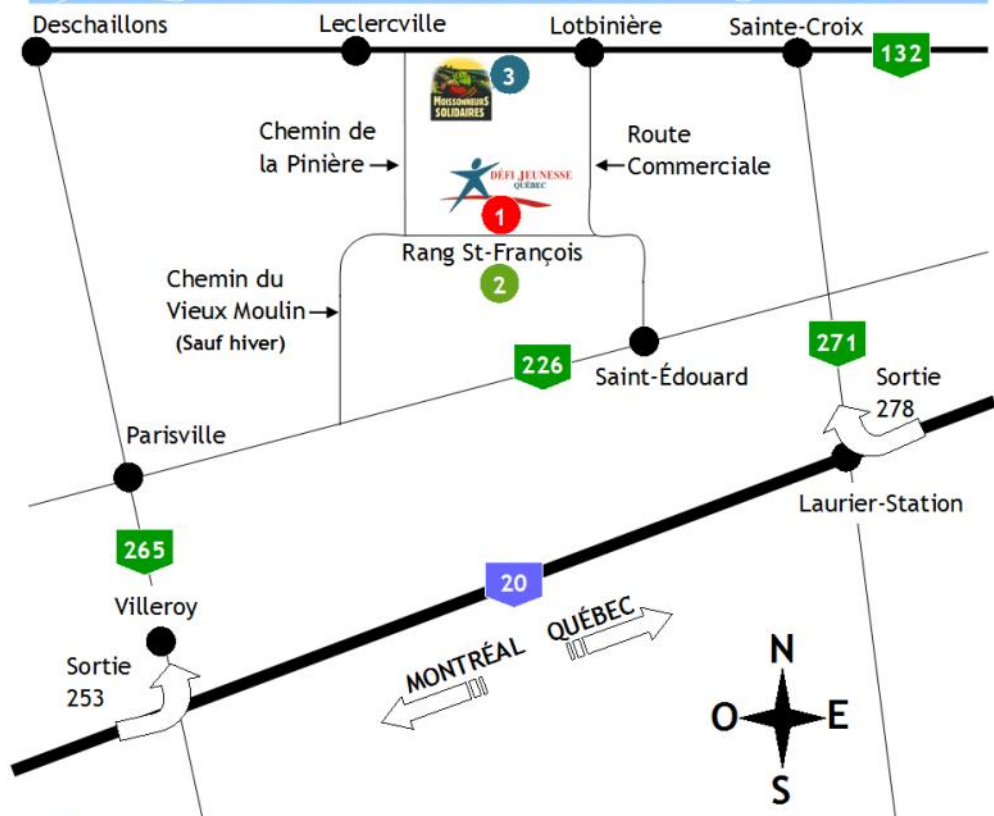 Deschaillons
Leclercville
Lotbinière
Sainte-Croix
132
3
MOISSONNEURS
SOLIDAIRES
Chemin de
la Pinière
Route
Commerciale
DÉFI JEUNESSE
QUÉBEC
1
Rang St-François
2
Chemin du
Vieux Moulin
(Sauf hiver)
226
Saint-Édouard
271
Sortie
278
Parisville
Laurier-Station
265
20
Villeroy
QUÉBEC
MONTRÉAL
Sortie
253
N
O E
S